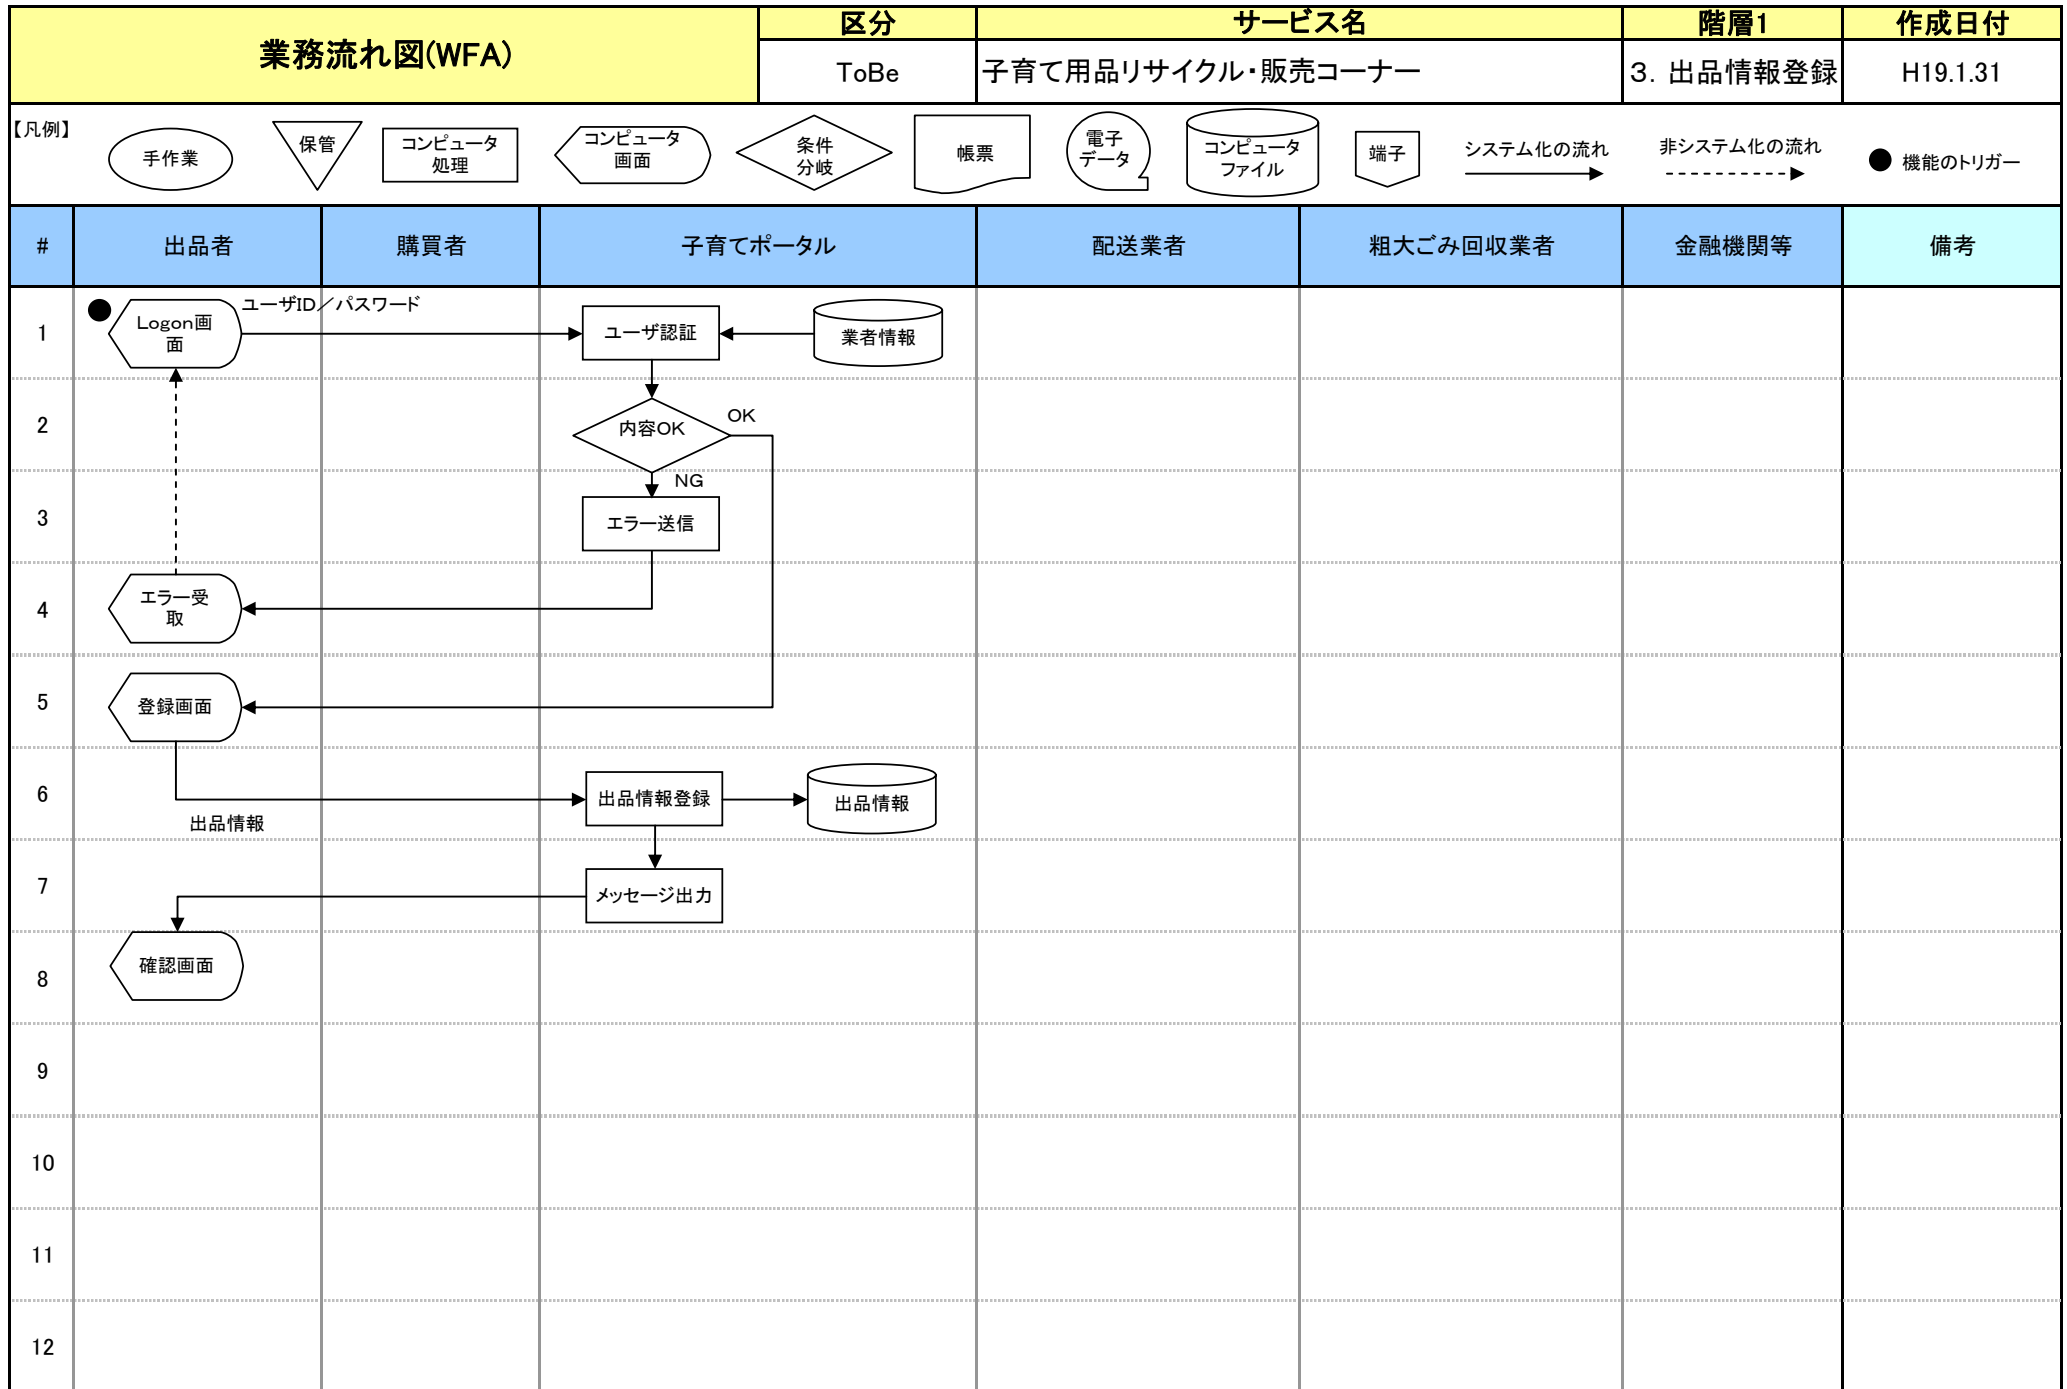 業務流れ図(WFA)
区分
サービス名
階層1
作成日付
ToBe
子育て用品リサイクル・販売コーナー
3．出品情報登録
H19.1.31
【凡例】
手作業
保管
コンピュータ
処理
コンピュータ
画面
条件
分岐
帳票
電子
データ
コンピュータ
ファイル
端子
システム化の流れ
非システム化の流れ
機能のトリガー
#
出品者
購買者
子育てポータル
配送業者
粗大ごみ回収業者
金融機関等
備考
1
Logon画
面
ユーザID／パスワード
ユーザ認証
業者情報
2
内容OK
OK
NG
3
エラー送信
4
エラー受
取
5
登録画面
6
出品情報登録
出品情報
出品情報
7
メッセージ出力
8
確認画面
9
10
11
12